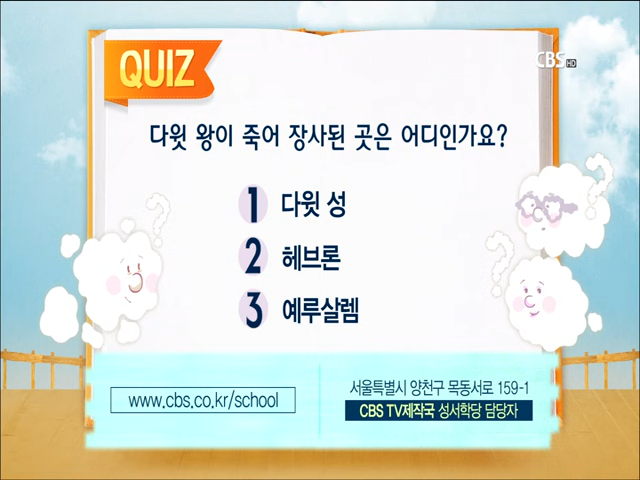 QUIZ
CBS HD
다윗 왕이 죽어 장사된 곳은 어디인가요?
1 다윗 성
2 헤브론
3 예루살렘
www.cbs.co.kr/school
서울특별시 양천구 목동서로 159-1
CBS TV제작국 성서학당 담당자